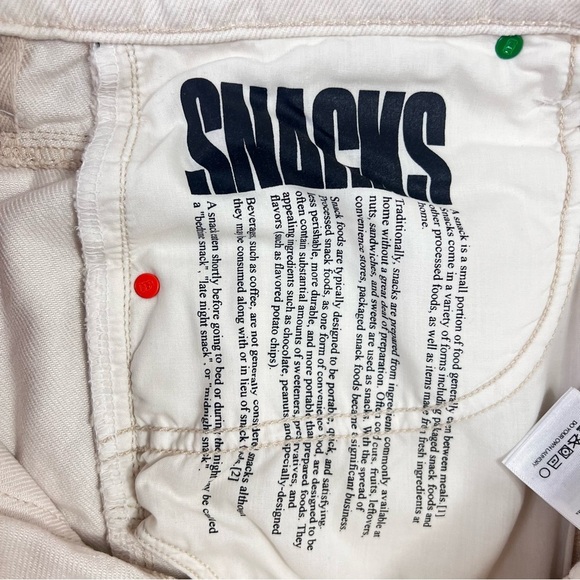 SNACKS
A snack is a small portion of food generally eaten between meals.[1]
Snacks come in a variety of forms including packaged snack foods and
other processed foods, as well as items made from fresh ingredients at
home.
Traditionally, snacks are prepared from ingredients commonly available at
home without a great deal of preparation. Often cold cuts, fruits, leftovers,
nuts, sandwiches, and sweets are used as snacks. With the spread of
convenience stores, packaged snack foods became a significant business.
Snack foods are typically designed to be portable, quick, and satisfying.
processed snack foods, as one form of convenience food, are designed to be
less perishable, more durable, and more portable than prepared foods. They
often contain substantial amounts of sweeteners, preservatives, and
appealing ingredients such as chocolate, peanuts, and specially-designed
flavors (such as flavored potato chips).
Beverages, such as coffee, are not generally considered snacks although
they may be consumed along with or in lieu of snack food.[2]
A snack eaten shortly before going to bed or during the night may be called
a "bedtime snack", "late night snack", or "midnight snack".
DO YOUR OWN LAUNDRY